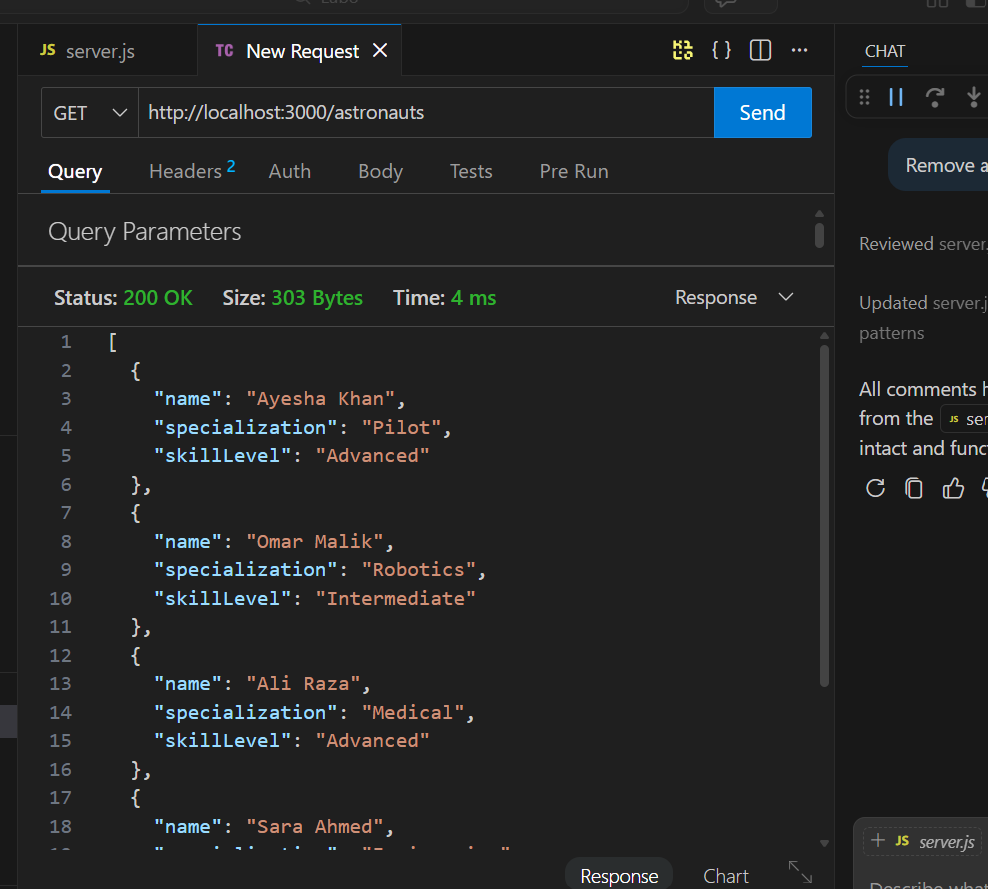 JS server.js
TC New Request
CHAT
GET
http://localhost:3000/astronauts
Send
Query
Headers 2
Auth
Body
Tests
Pre Run
Query Parameters
Status: 200 OK
Size: 303 Bytes
Time: 4 ms
Response
1 [
2 {
3 "name": "Ayesha Khan",
4 "specialization": "Pilot",
5 "skillLevel": "Advanced"
6 },
7 {
8 "name": "Omar Malik",
9 "specialization": "Robotics",
10 "skillLevel": "Intermediate"
11 },
12 {
13 "name": "Ali Raza",
14 "specialization": "Medical",
15 "skillLevel": "Advanced"
16 },
17 {
18 "name": "Sara Ahmed",
Response
Chart
Remove a
Reviewed server.
Updated server.j
patterns
All comments h
from the JS ser
intact and func
+ JS server.js
Describe what